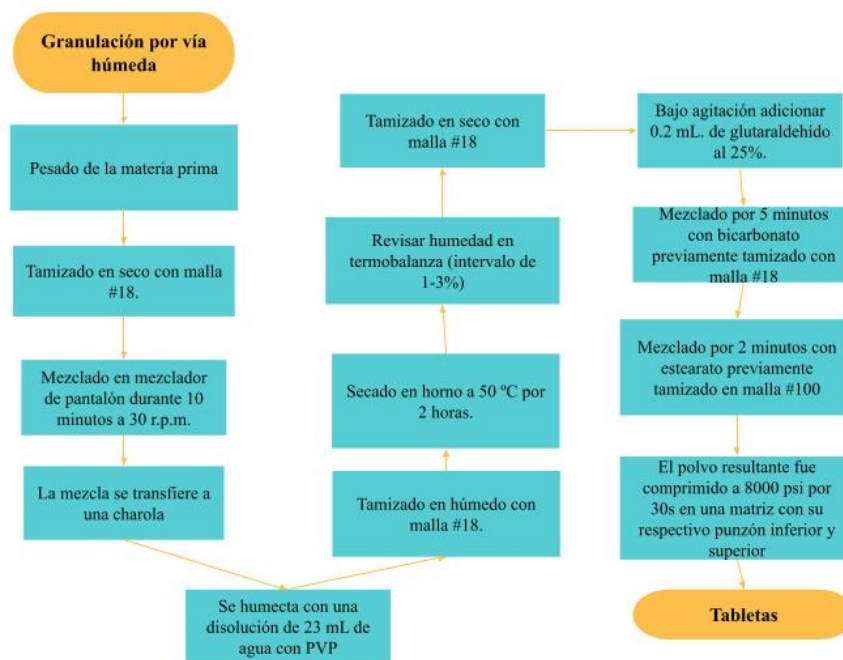 Granulación por vía
húmeda
Pesado de la materia prima
Tamizado en seco con malla
#18.
Mezclado en mezclador
de pantalón durante 10
minutos a 30 r.p.m.
La mezcla se transfiere a
una charola
Se humecta con una
disolución de 23 mL de
agua con PVP
Tamizado en húmedo con
malla #18.
Secado en horno a 50 ºC por
2 horas.
Revisar humedad en
termobalanza (intervalo de
1-3%)
Tamizado en seco con
malla #18
Bajo agitación adicionar
0.2 mL. de glutaraldehído
al 25%.
Mezclado por 5 minutos
con bicarbonato
previamente tamizado con
malla #18
Mezclado por 2 minutos con
estearato previamente
tamizado en malla #100
El polvo resultante fue
comprimido a 8000 psi por
30s en una matriz con su
respectivo punzón inferior y
superior
Tabletas